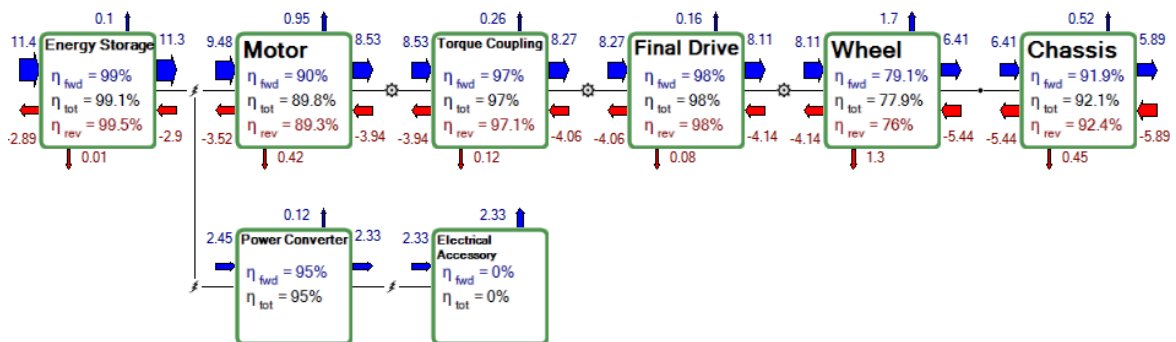 0.1 0.95 0.26 0.16 1.7 0.52
11.4 Energy Storage 11.3 9.48 Motor 8.53 8.53 Torque Coupling 8.27 8.27 Final Drive 8.11 8.11 Wheel 6.41 6.41 Chassis 5.89
η fwd = 99% η fwd = 90% η fwd = 97% η fwd = 98% η fwd = 79.1% η fwd = 91.9%
η tot = 99.1% η tot = 89.8% η tot = 97% η tot = 98% η tot = 77.9% η tot = 92.1%
η rev = 99.5% η rev = 89.3% η rev = 97.1% η rev = 98% η rev = 76% η rev = 92.4%
-2.89 -2.9 -3.52 -3.94 -3.94 -4.06 -4.06 -4.14 -4.14 -5.44 -5.44 -5.89
0.01 0.42 0.12 0.08 1.3 0.45
0.12 2.33
2.45 Power Converter 2.33 2.33 Electrical
Accessory
η fwd = 95% η fwd = 0%
η tot = 95% η tot = 0%